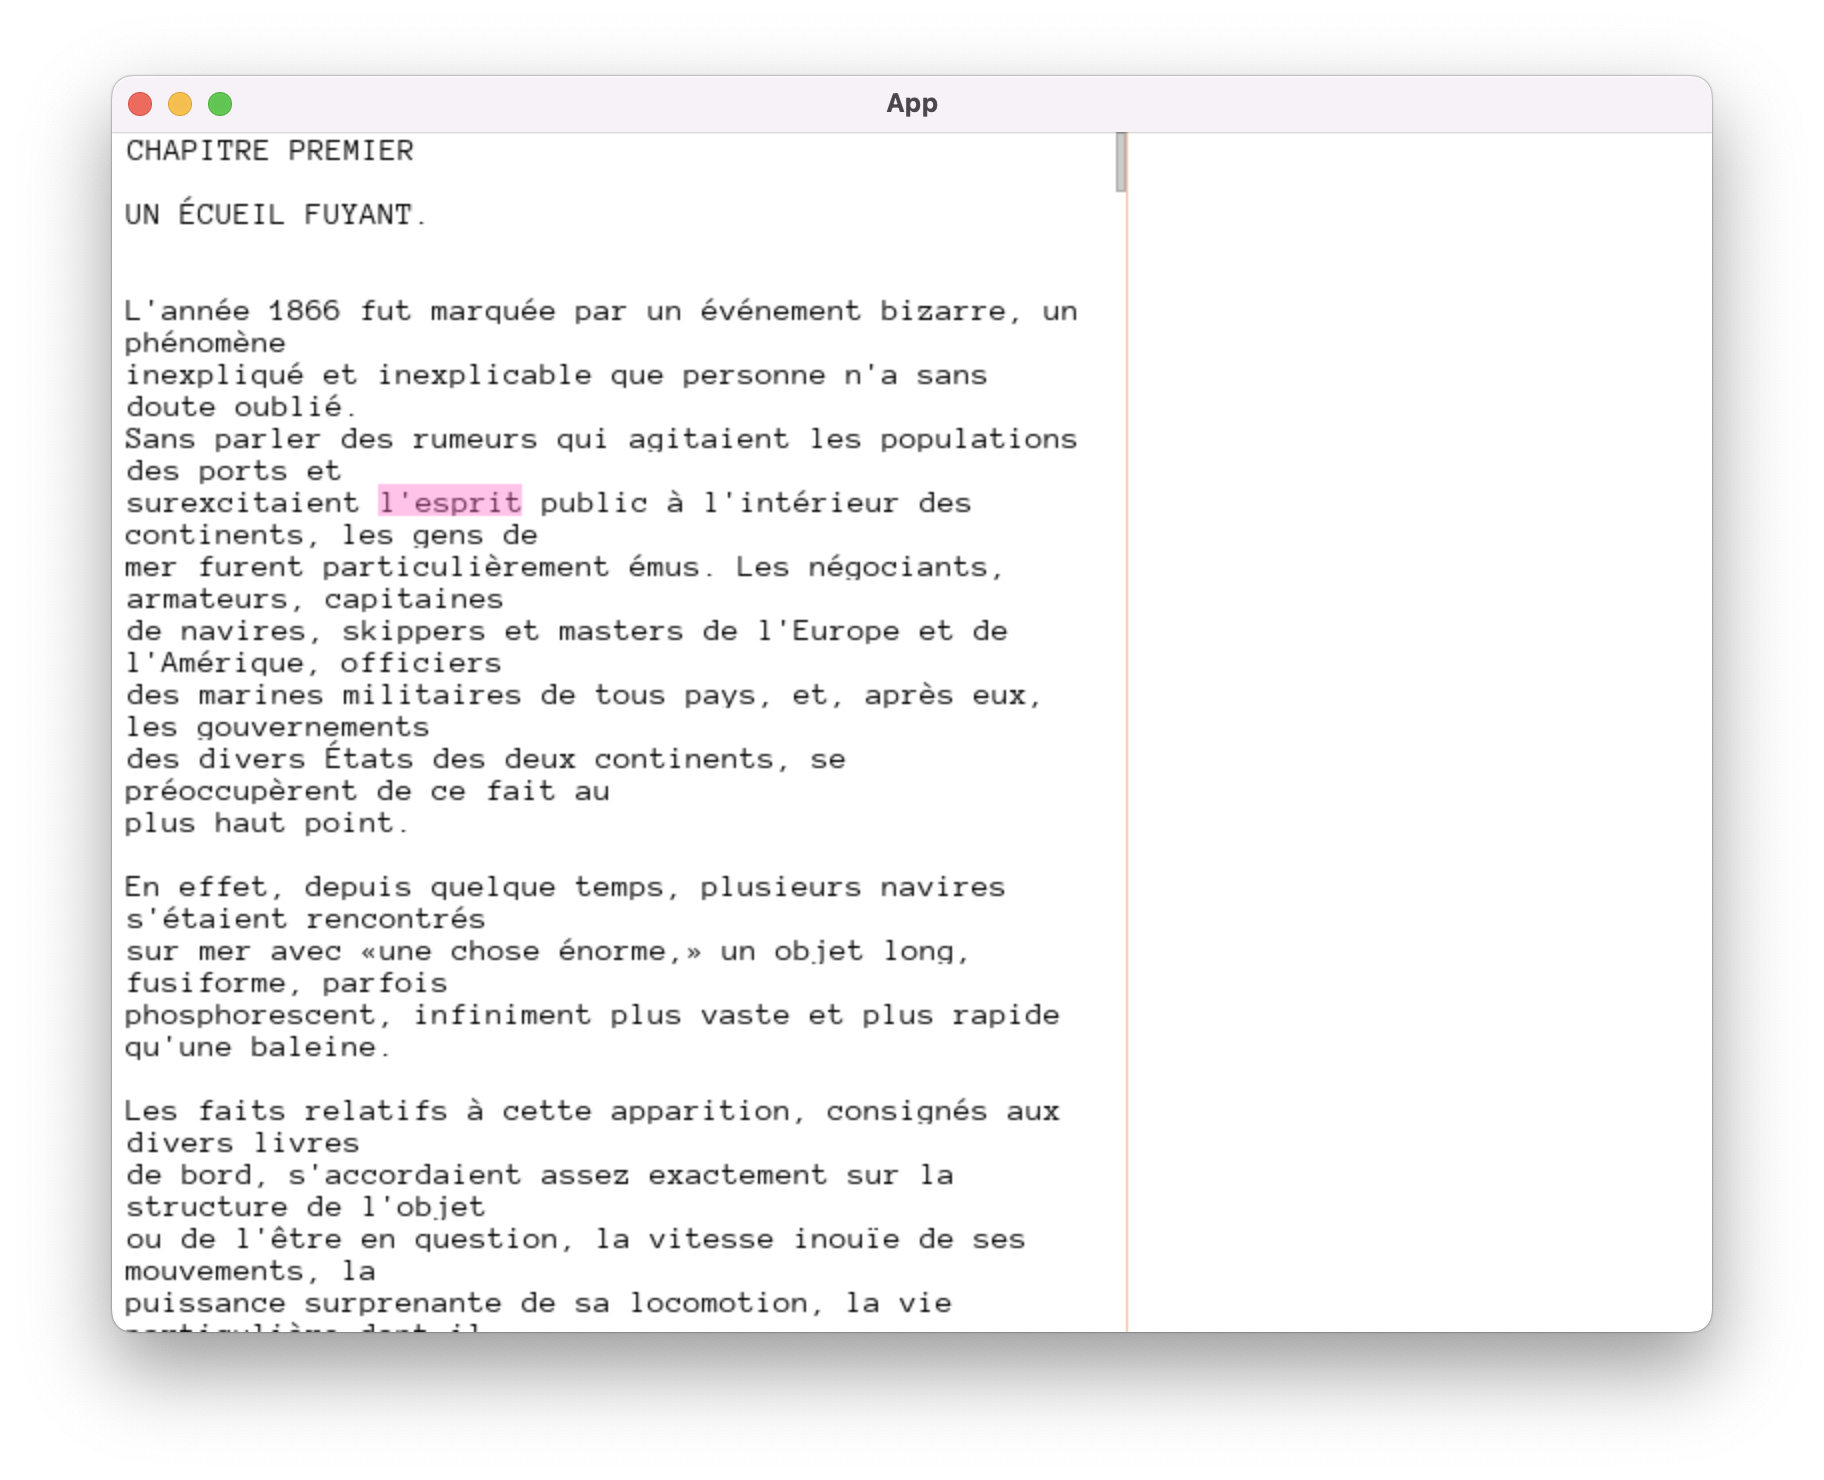 App
CHAPITRE PREMIER
UN ÉCUEIL FUYANT.
L'année 1866 fut marquée par un événement bizarre, un
phénomène
inexpliqué et inexplicable que personne n'a sans
doute oublié.
Sans parler des rumeurs qui agitaient les populations
des ports et
surexcitaient l'esprit public à l'intérieur des
continents, les gens de
mer furent particulièrement émus. Les négociants,
armateurs, capitaines
de navires, skippers et masters de l'Europe et de
l'Amérique, officiers
des marines militaires de tous pays, et, après eux,
les gouvernements
des divers États des deux continents, se
préoccupèrent de ce fait au
plus haut point.
En effet, depuis quelque temps, plusieurs navires
s'étaient rencontrés
sur mer avec «une chose énorme,» un objet long,
fusiforme, parfois
phosphorescent, infiniment plus vaste et plus rapide
qu'une baleine.
Les faits relatifs à cette apparition, consignés aux
divers livres
de bord, s'accordaient assez exactement sur la
structure de l'objet
ou de l'être en question, la vitesse inouïe de ses
mouvements, la
puissance surprenante de sa locomotion, la vie
particulière dont il